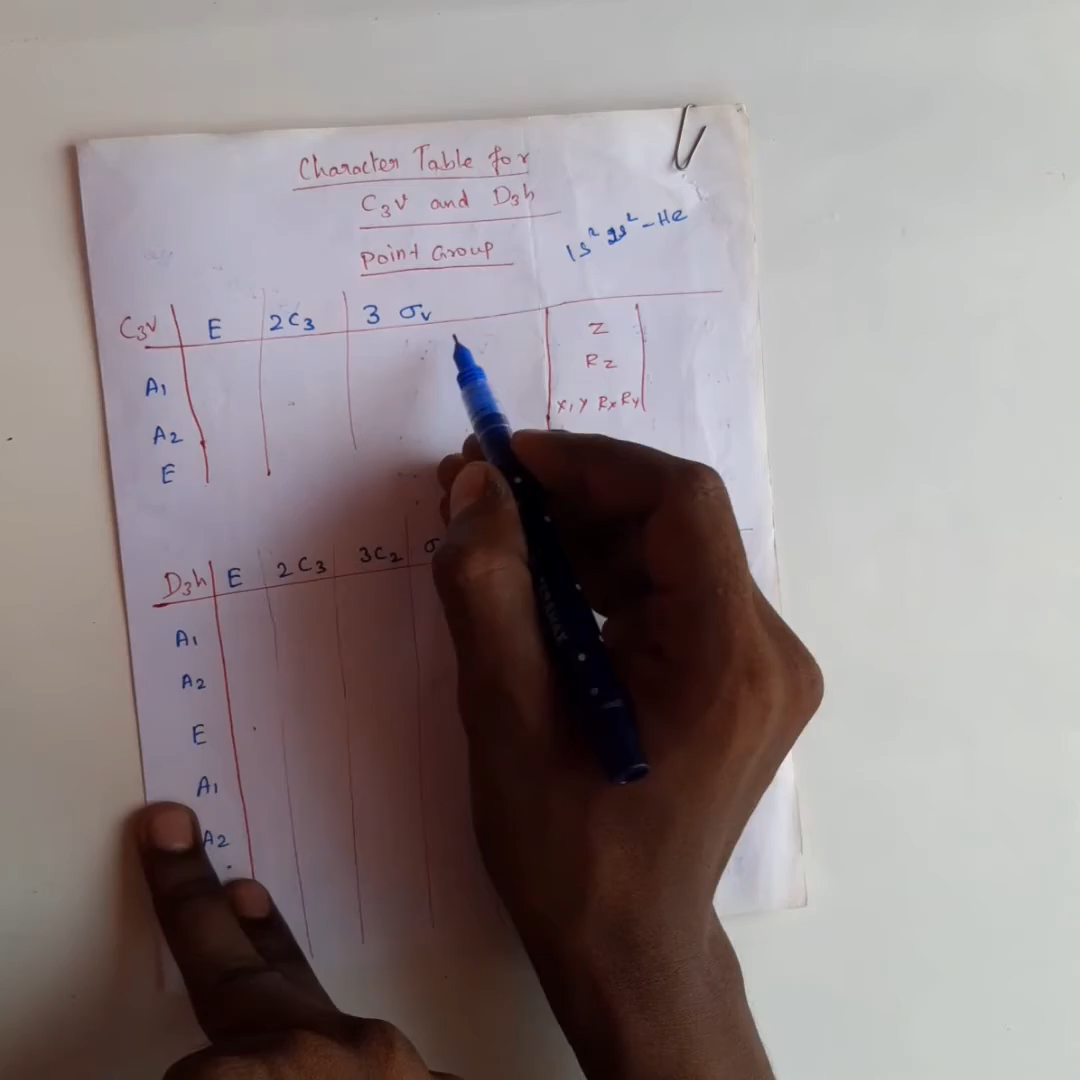 Character Table for
C₃v and D₃h
Point Group
1s² 2s² – He
C₃v E 2C₃ 3 σᵥ
Z
Rz
A₁
x,y Rx Ry
A₂
E
D₃h E 2C₃ 3C₂ σ
A₁
A₂
E
A₁
A₂